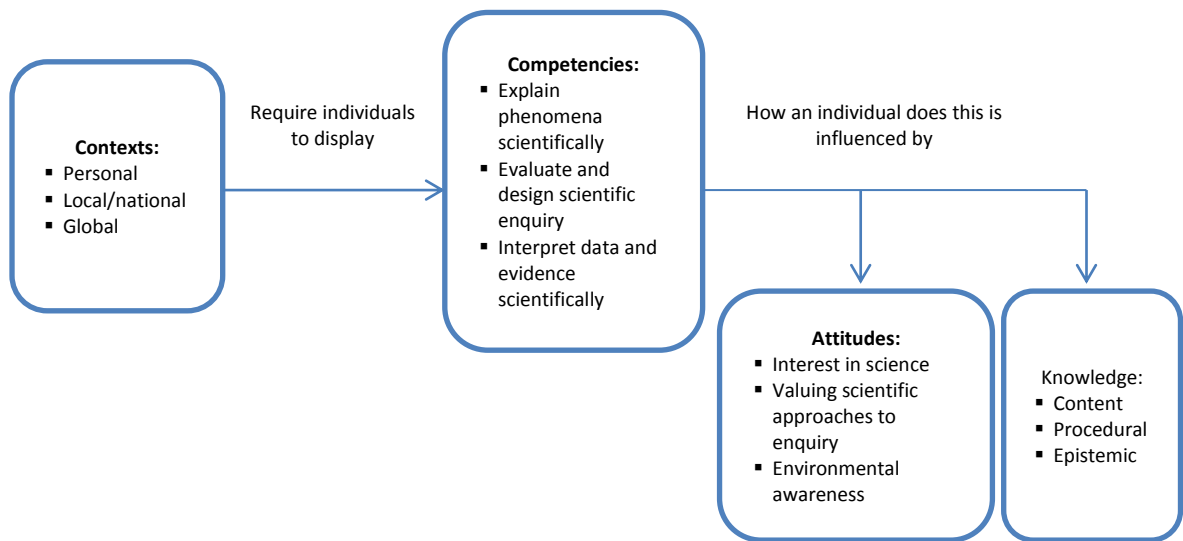 Contexts:
▪ Personal
▪ Local/national
▪ Global
Require individuals
to display
Competencies:
▪ Explain
phenomena
scientifically
▪ Evaluate and
design scientific
enquiry
▪ Interpret data and
evidence
scientifically
How an individual does this is
influenced by
Attitudes:
▪ Interest in science
▪ Valuing scientific
approaches to
enquiry
▪ Environmental
awareness
Knowledge:
▪ Content
▪ Procedural
▪ Epistemic